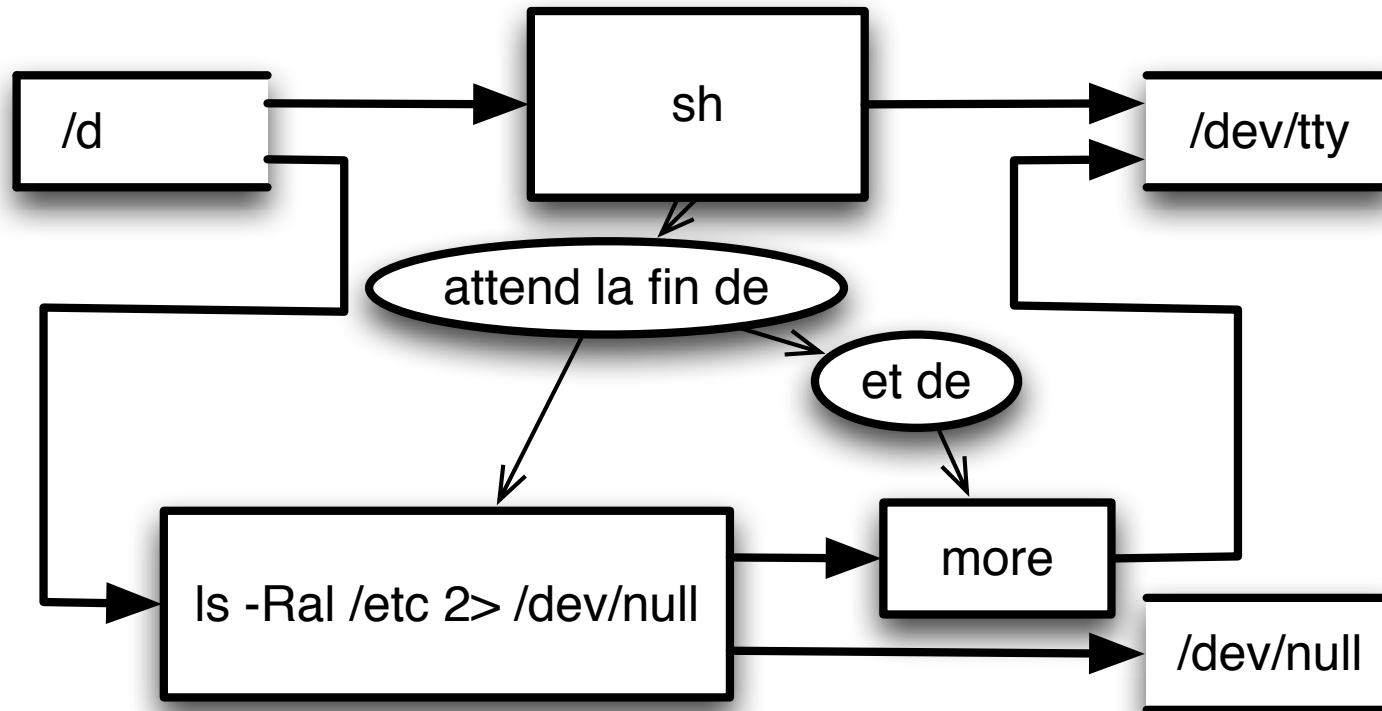 /d
sh
/dev/tty
attend la fin de
et de
ls -Ral /etc 2> /dev/null
more
/dev/null